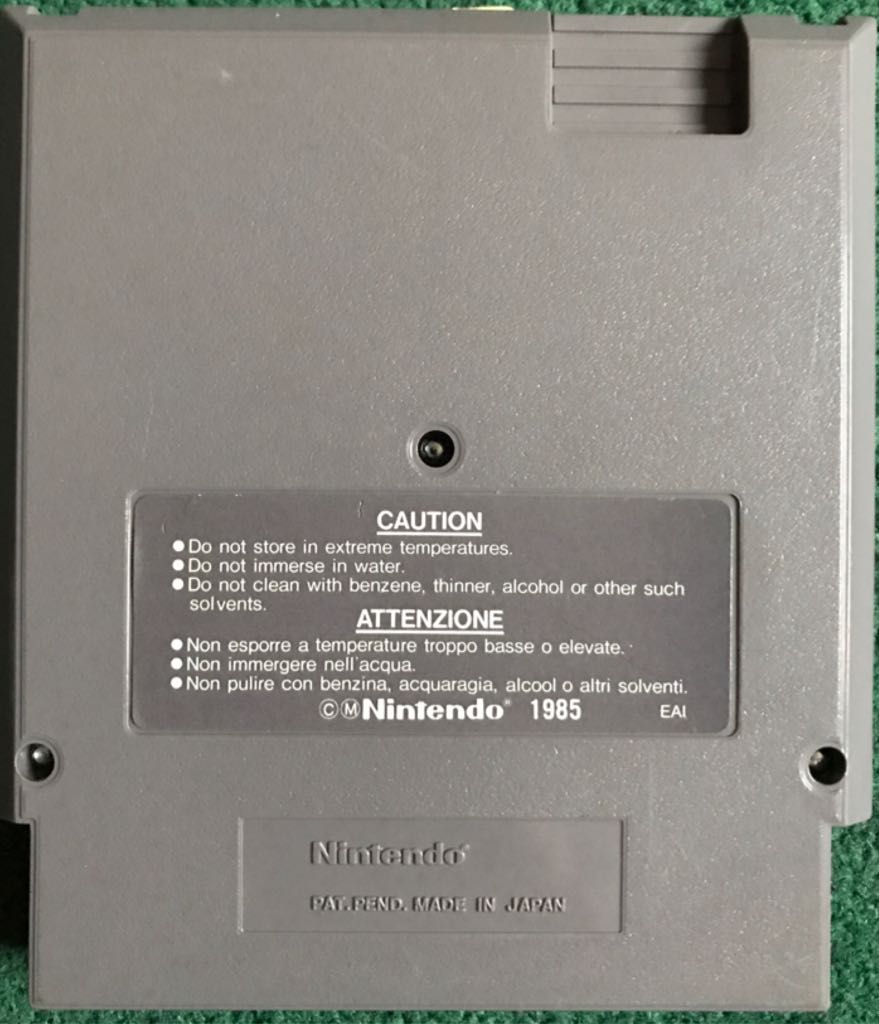 CAUTION
●Do not store in extreme temperatures.
●Do not immerse in water.
●Do not clean with benzene, thinner, alcohol or other such
solvents.
ATTENZIONE
●Non esporre a temperature troppo basse o elevate.
●Non immergere nell'acqua.
●Non pulire con benzina, acquaragia, alcool o altri solventi.
ⒸⓂNintendo® 1985 EAI
Nintendo®
PAT.PEND. MADE IN JAPAN